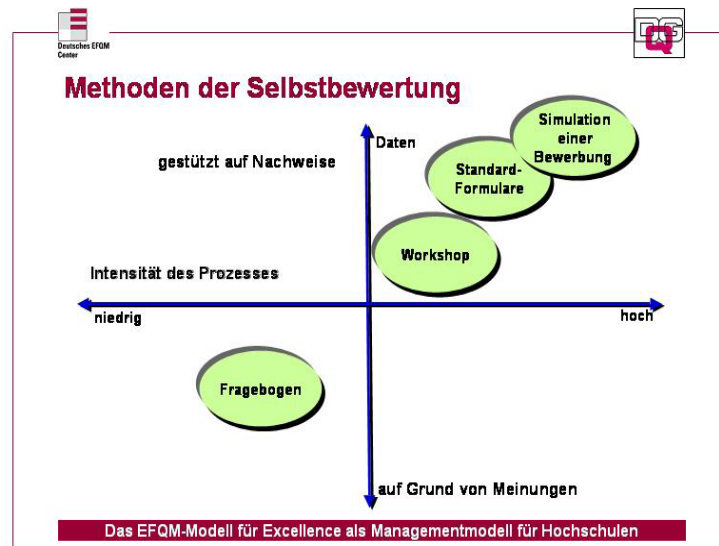 Deutsches EFQM
Center
DGQ
Methoden der Selbstbewertung
Simulation
einer
Bewerbung
Daten
gestützt auf Nachweise
Standard-
Formulare
Workshop
Intensität des Prozesses
niedrig
hoch
Fragebogen
auf Grund von Meinungen
Das EFQM-Modell für Excellence als Managementmodell für Hochschulen